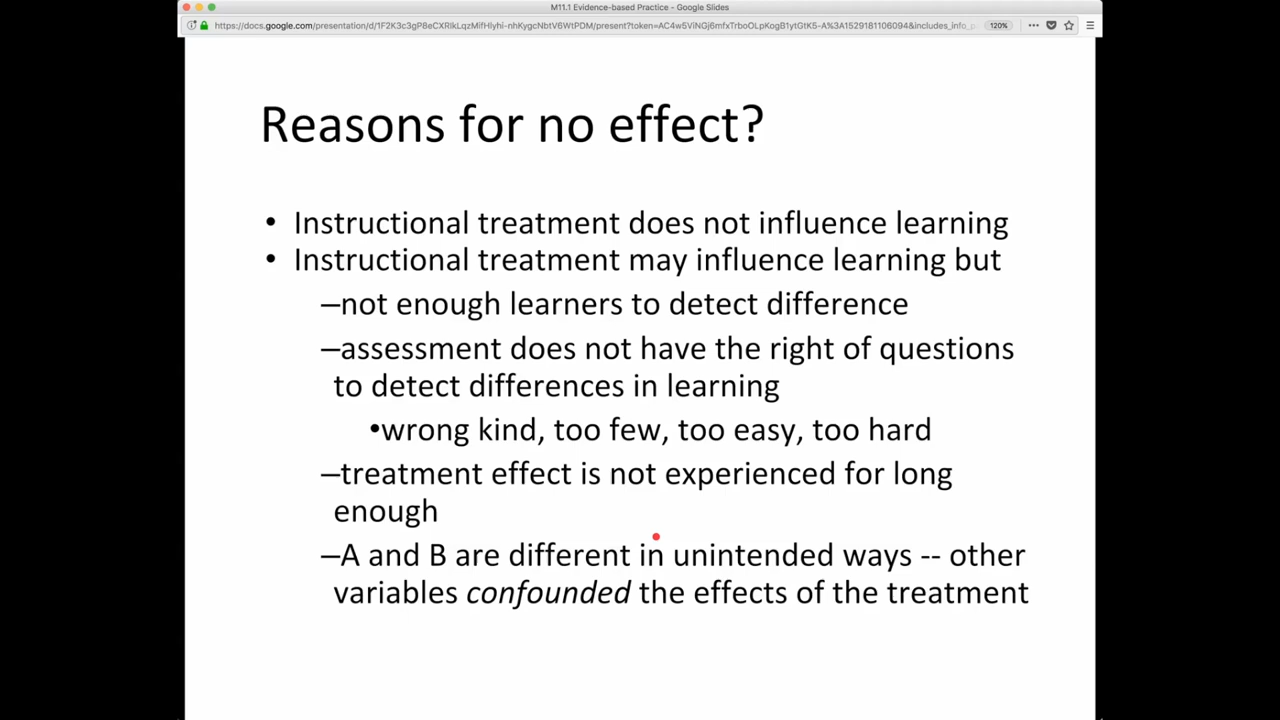 M11.1 Evidence-based Practice - Google Slides
120%
Reasons for no effect?
• Instructional treatment does not influence learning
• Instructional treatment may influence learning but
–not enough learners to detect difference
–assessment does not have the right of questions
to detect differences in learning
•wrong kind, too few, too easy, too hard
–treatment effect is not experienced for long
enough
–A and B are different in unintended ways -- other
variables confounded the effects of the treatment